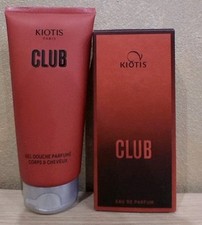 KIOTIS
PARIS
CLUB
GEL DOUCHE PARFUMÉ
CORPS & CHEVEUX
KIOTIS
CLUB
EAU DE PARFUM